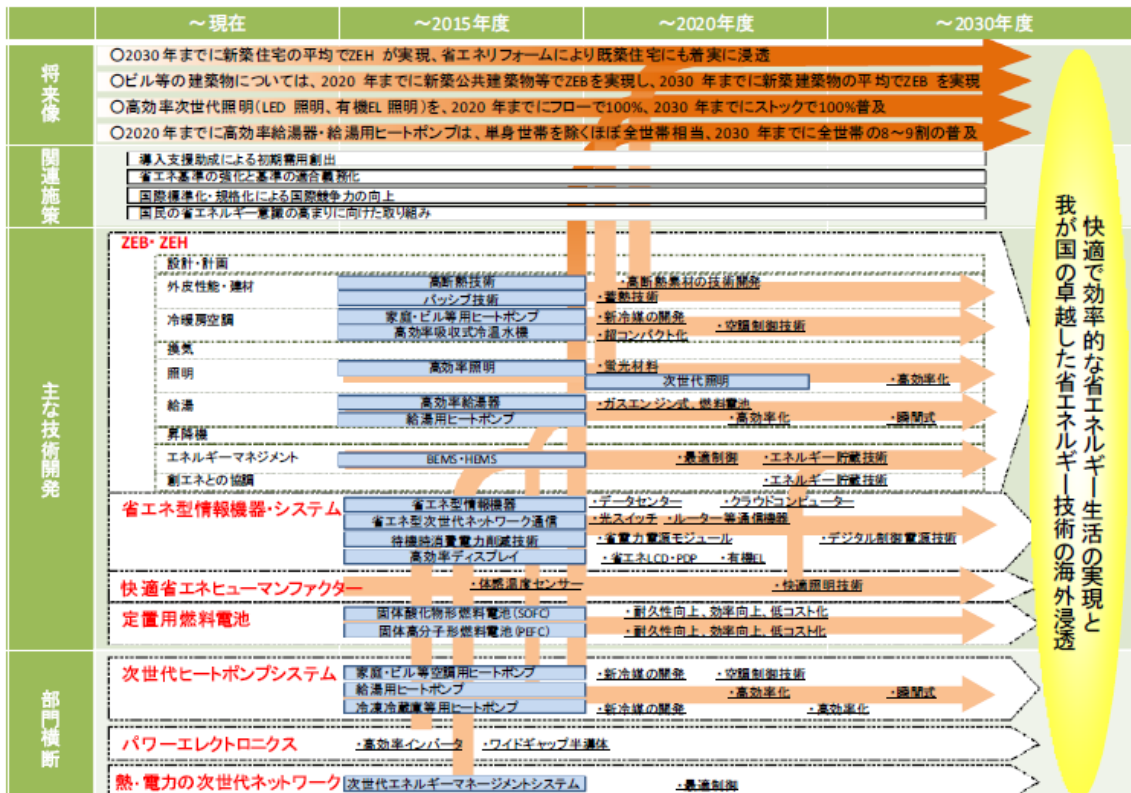 ～現在
～2015年度
～2020年度
～2030年度
将来像
○2030年までに新築住宅の平均でZEH が実現、省エネリフォームにより既築住宅にも着実に浸透
○ビル等の建築物については、2020 年までに新築公共建築物等でZEBを実現し、2030 年までに新築建築物の平均でZEB を実現
○高効率次世代照明(LED 照明、有機EL 照明)を、2020 年までにフローで100%、2030 年までにストックで100%普及
○2020年までに高効率給湯器・給湯用ヒートポンプは、単身世帯を除くほぼ全世帯相当、2030 年までに全世帯の8～9割の普及
関連施策
導入支援助成による初期需用創出
省エネ基準の強化と基準の適合義務化
国際標準化・規格化による国際競争力の向上
国民の省エネルギー意識の高まりに向けた取り組み
主な技術開発
ZEB・ZEH
設計・計画
外皮性能・建材
高断熱技術
・高断熱素材の技術開発
パッシブ技術
・蓄熱技術
冷暖房空調
家庭・ビル等用ヒートポンプ
・新冷媒の開発
・空調制御技術
高効率吸収式冷温水機
・超コンパクト化
換気
照明
高効率照明
・蛍光材料
次世代照明
・高効率化
給湯
高効率給湯器
・ガスエンジン式、燃料電池
給湯用ヒートポンプ
・高効率化
・瞬間式
昇降機
エネルギーマネジメント
BEMS・HEMS
・最適制御
・エネルギー貯蔵技術
創エネとの協調
・エネルギー貯蔵技術
省エネ型情報機器・システム
省エネ型情報機器
・データセンター
・クラウドコンピューター
省エネ型次世代ネットワーク通信
・光スイッチ
・ルーター等通信機器
待機時消費電力削減技術
・省電力電源モジュール
・デジタル制御電源技術
高効率ディスプレイ
・省エネLCD・PDP
・有機EL
快適省エネヒューマンファクター
・体感温度センサー
・快適照明技術
定置用燃料電池
固体酸化物形燃料電池(SOFC)
・耐久性向上、効率向上、低コスト化
固体高分子形燃料電池(PEFC)
・耐久性向上、効率向上、低コスト化
部門横断
次世代ヒートポンプシステム
家庭・ビル等空調用ヒートポンプ
・新冷媒の開発
・空調制御技術
給湯用ヒートポンプ
・高効率化
・瞬間式
冷凍冷蔵庫等用ヒートポンプ
・新冷媒の開発
・高効率化
パワーエレクトロニクス
・高効率インバータ
・ワイドギャップ半導体
熱・電力の次世代ネットワーク
次世代エネルギーマネージメントシステム
・最適制御
快適で効率的な省エネルギー生活の実現と
我が国の卓越した省エネルギー技術の海外浸透